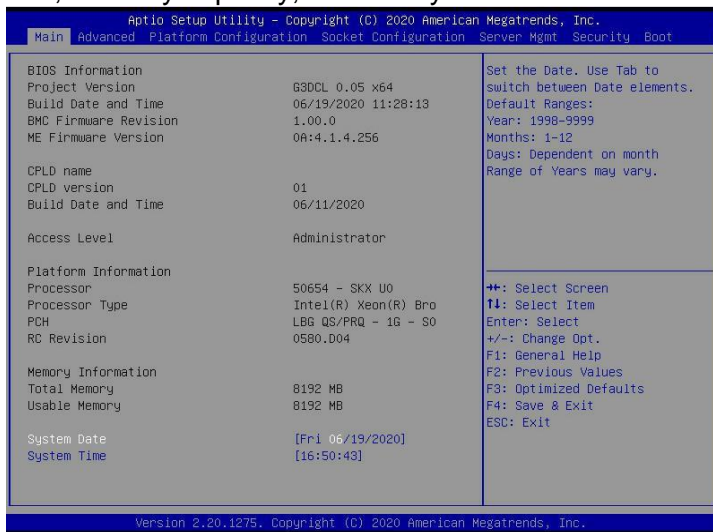 Aptio Setup Utility – Copyright (C) 2020 American Megatrends, Inc.
Main Advanced Platform Configuration Socket Configuration Server Mgmt Security Boot
BIOS Information
Project Version G3DCL 0.05 x64
Build Date and Time 06/19/2020 11:28:13
BMC Firmware Revision 1.00.0
ME Firmware Version 0A:4.1.4.256
CPLD name
CPLD version 01
Build Date and Time 06/11/2020
Access Level Administrator
Platform Information
Processor 50654 – SKX U0
Processor Type Intel(R) Xeon(R) Bro
PCH LBG QS/PRQ – 1G – S0
RC Revision 0580.D04
Memory Information
Total Memory 8192 MB
Usable Memory 8192 MB
System Date [Fri 06/19/2020]
System Time [16:50:43]
Set the Date. Use Tab to
switch between Date elements.
Default Ranges:
Year: 1998–9999
Months: 1–12
Days: Dependent on month
Range of Years may vary.
→←: Select Screen
↑↓: Select Item
Enter: Select
+/-: Change Opt.
F1: General Help
F2: Previous Values
F3: Optimized Defaults
F4: Save & Exit
ESC: Exit
Version 2.20.1275. Copyright (C) 2020 American Megatrends, Inc.